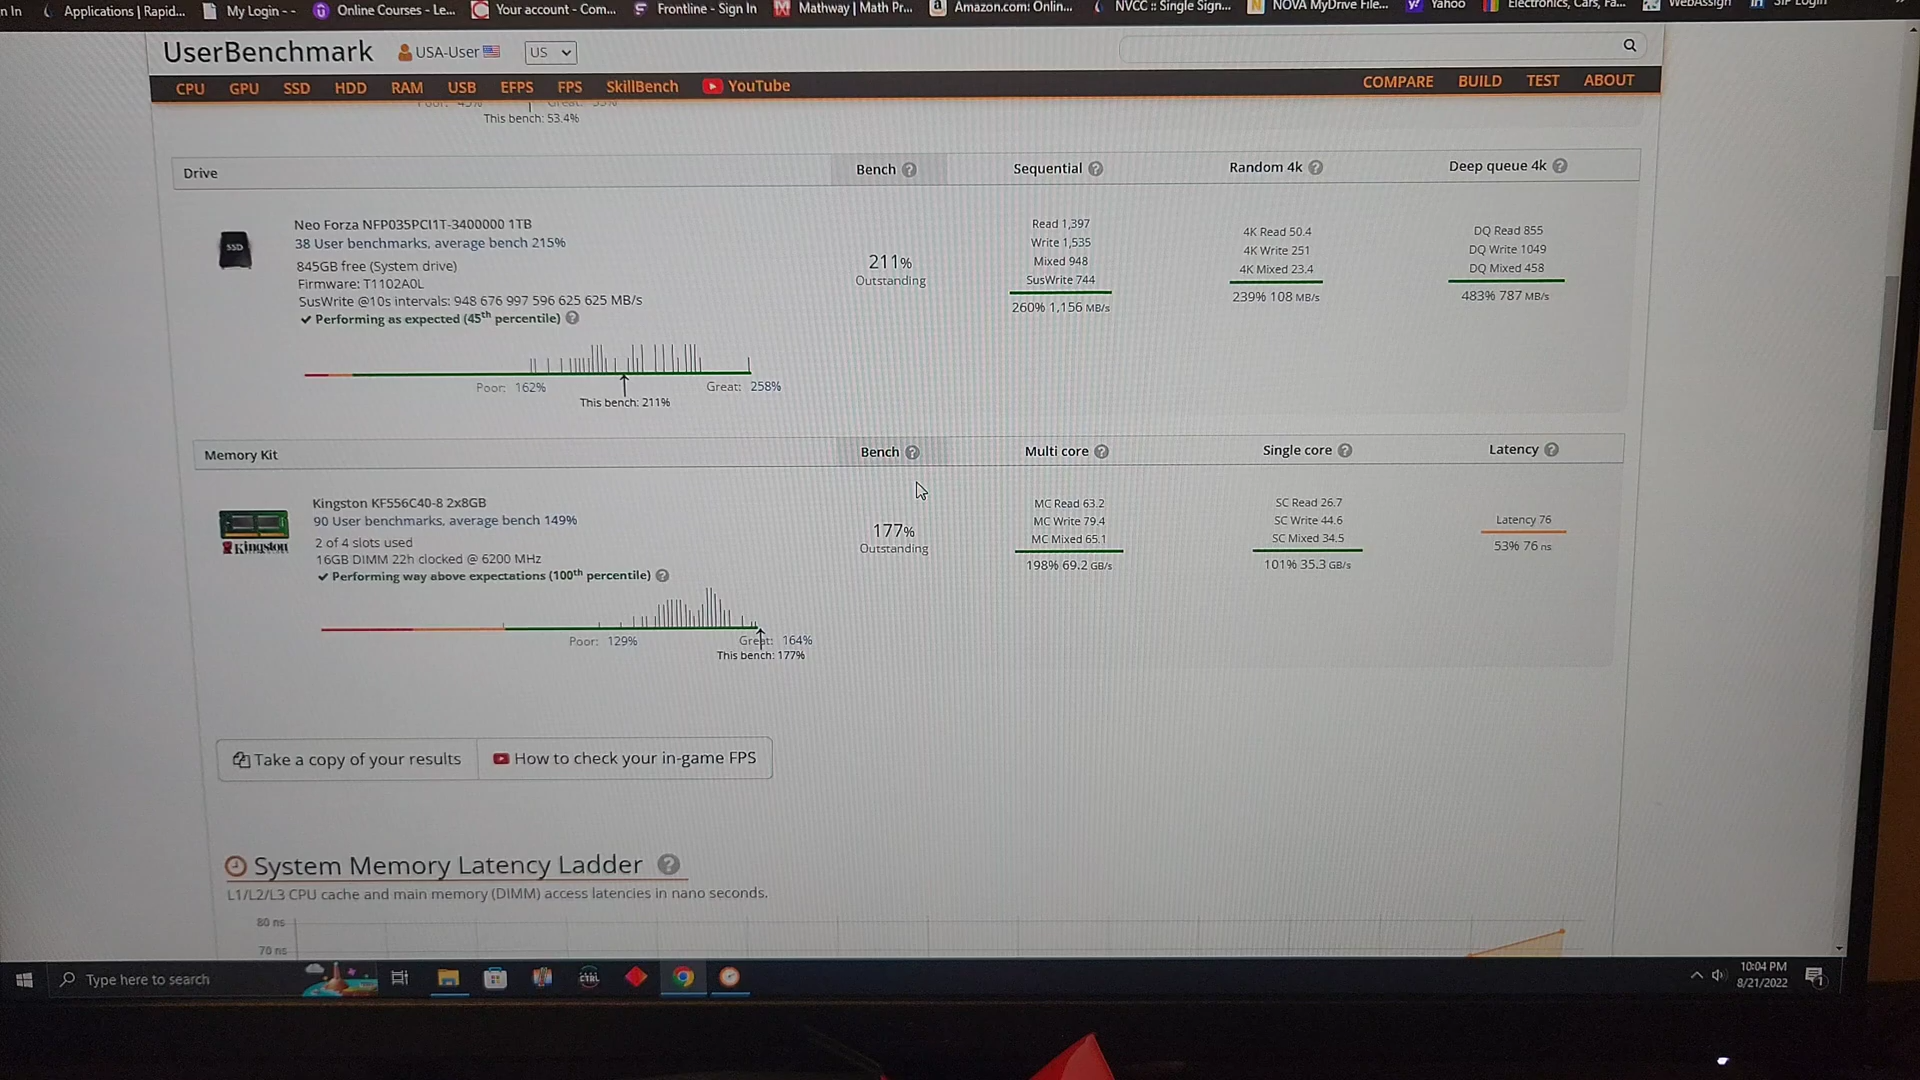 n In Applications | Rapid... My Login - - Online Courses - Le... Your account - Com... Frontline - Sign In Mathway | Math Pr... Amazon.com: Onlin... NVCC :: Single Sign... NOVA MyDrive File... Yahoo Electronics, Cars, Fa... WebAssign SIP Login
UserBenchmark USA-User US
CPU GPU SSD HDD RAM USB EFPS FPS SkillBench YouTube COMPARE BUILD TEST ABOUT
This bench: 53.4%
Drive Bench ? Sequential ? Random 4k ? Deep queue 4k ?
Neo Forza NFP035PCI1T-3400000 1TB
38 User benchmarks, average bench 215%
845GB free (System drive)
Firmware: T1102A0L
SusWrite @10s intervals: 948 676 997 596 625 625 MB/s
✔ Performing as expected (45th percentile) ?
SSD
Poor: 162% Great: 258%
This bench: 211%
211%
Outstanding
Read 1,397
Write 1,535
Mixed 948
SusWrite 744
260% 1,156 MB/s
4K Read 50.4
4K Write 251
4K Mixed 23.4
239% 108 MB/s
DQ Read 855
DQ Write 1049
DQ Mixed 458
483% 787 MB/s
Memory Kit Bench ? Multi core ? Single core ? Latency ?
Kingston KF556C40-8 2x8GB
90 User benchmarks, average bench 149%
2 of 4 slots used
16GB DIMM 22h clocked @ 6200 MHz
✔ Performing way above expectations (100th percentile) ?
Kingston
Poor: 129% Great: 164%
This bench: 177%
177%
Outstanding
MC Read 63.2
MC Write 79.4
MC Mixed 65.1
198% 69.2 GB/s
SC Read 26.7
SC Write 44.6
SC Mixed 34.5
101% 35.3 GB/s
Latency 76
53% 76 ns
Take a copy of your results How to check your in-game FPS
System Memory Latency Ladder ?
L1/L2/L3 CPU cache and main memory (DIMM) access latencies in nano seconds.
80 ns
70 ns
Type here to search CTRL 10:04 PM
8/21/2022 1